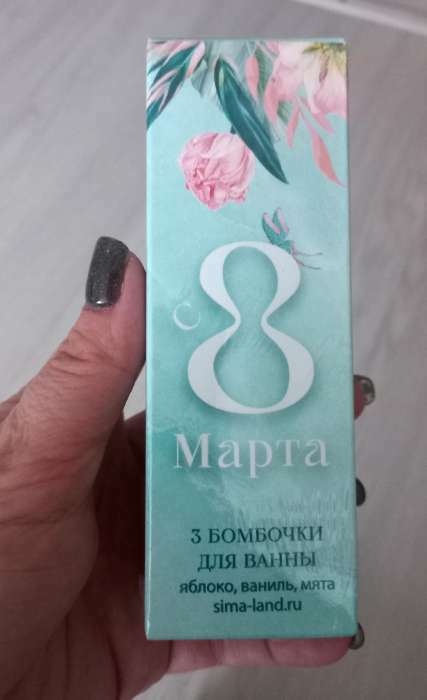 с 8
Марта
3 БОМБОЧКИ
ДЛЯ ВАННЫ
яблоко, ваниль, мята
sima-land.ru